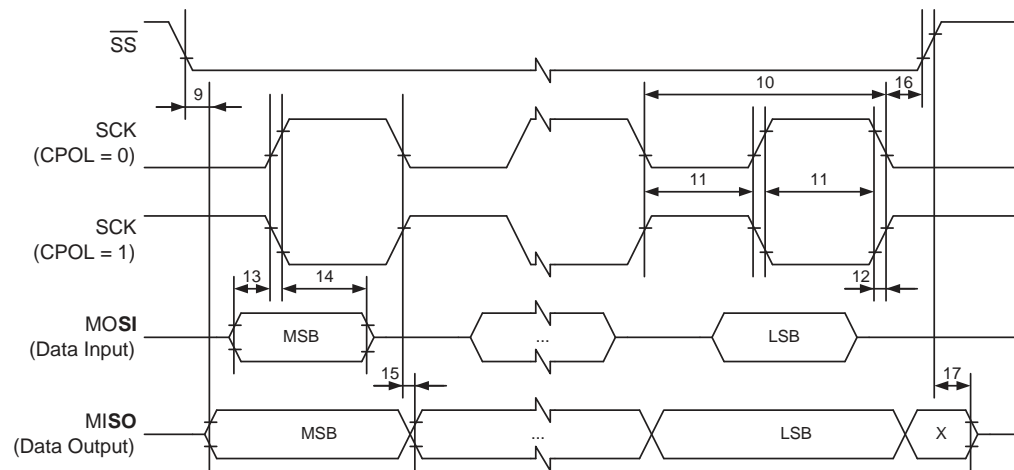 SS
10
9
16
SCK
(CPOL = 0)
11
11
SCK
(CPOL = 1)
13
14
12
MOSI
(Data Input)
MSB
...
LSB
15
17
MISO
(Data Output)
MSB
...
LSB
X